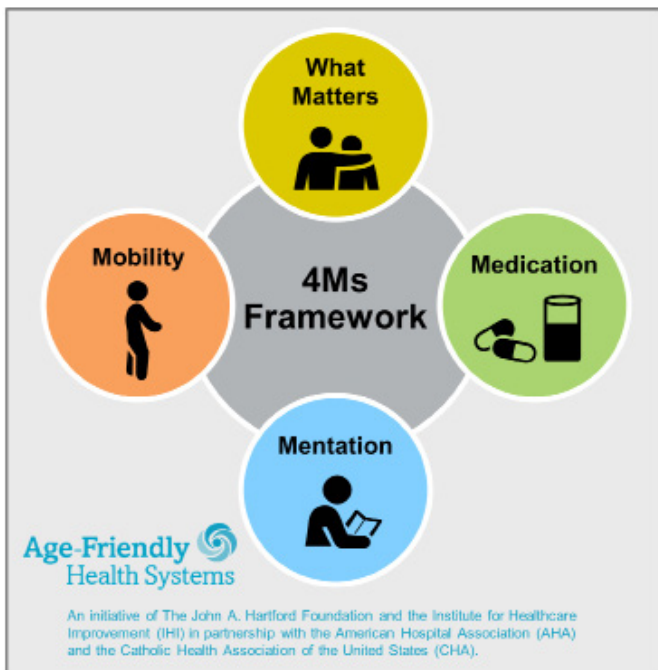 What
Matters
Mobility
4Ms
Framework
Medication
Mentation
Age-Friendly
Health Systems
An initiative of The John A. Hartford Foundation and the Institute for Healthcare
Improvement (IHI) in partnership with the American Hospital Association (AHA)
and the Catholic Health Association of the United States (CHA).